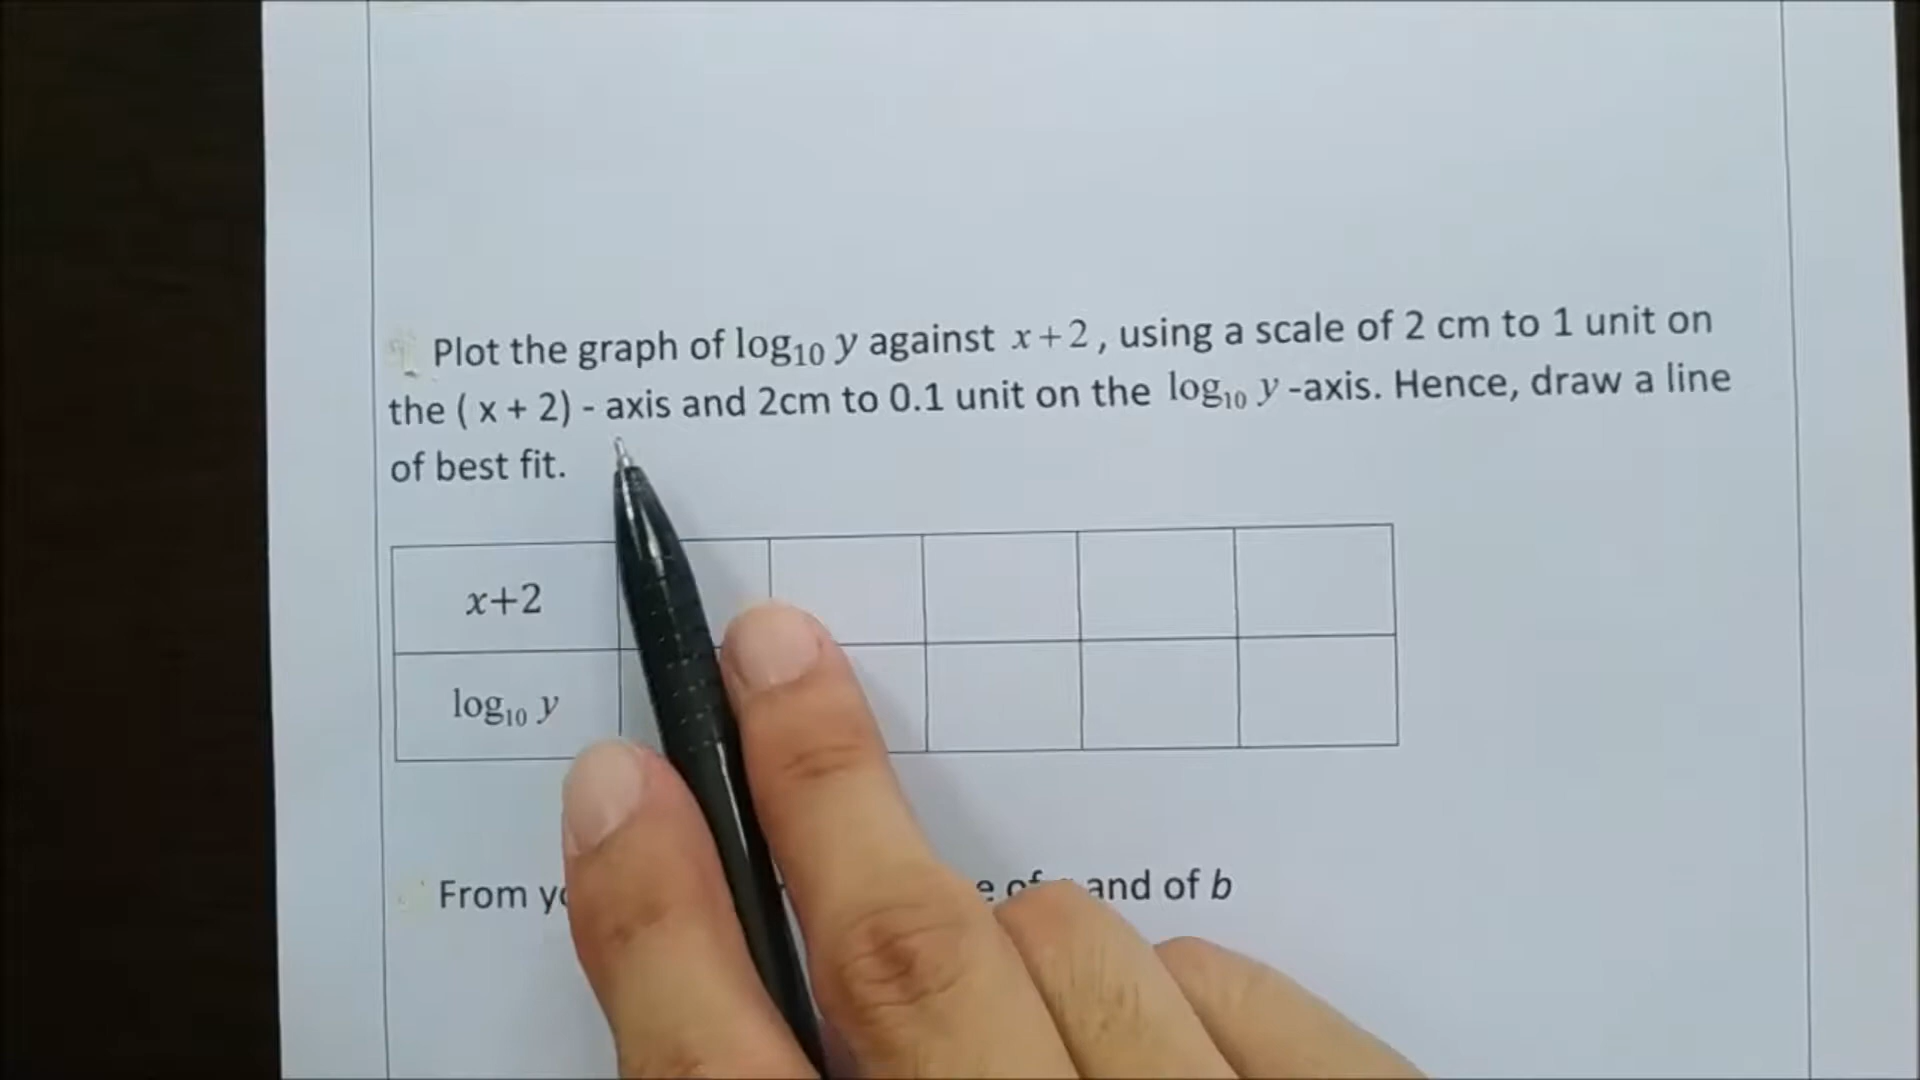 Plot the graph of log₁₀ y against x + 2, using a scale of 2 cm to 1 unit on
the ( x + 2) - axis and 2cm to 0.1 unit on the log₁₀ y -axis. Hence, draw a line
of best fit.
x+2
log₁₀ y
From and of b